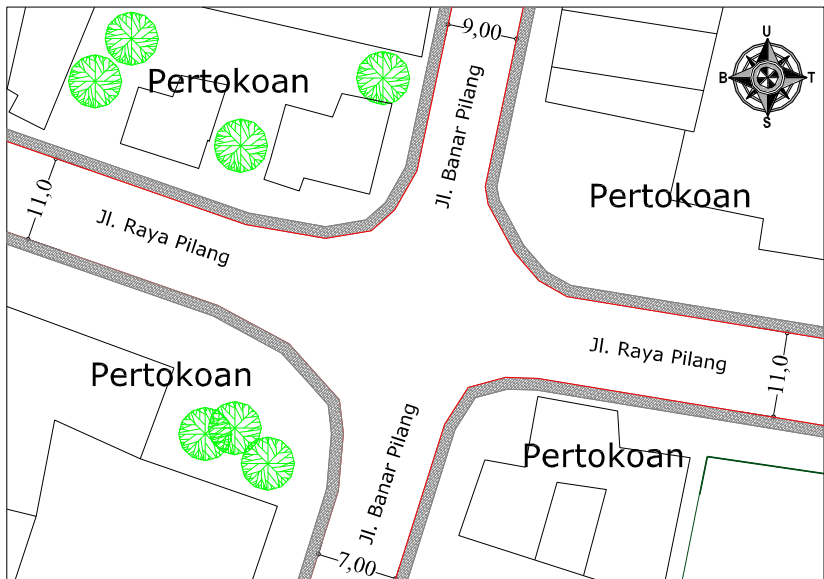 9,00
U
B
T
S
Pertokoan
Jl. Banar Pilang
Pertokoan
11,0
Jl. Raya Pilang
Jl. Raya Pilang
11,0
Pertokoan
Jl. Banar Pilang
Pertokoan
7,00